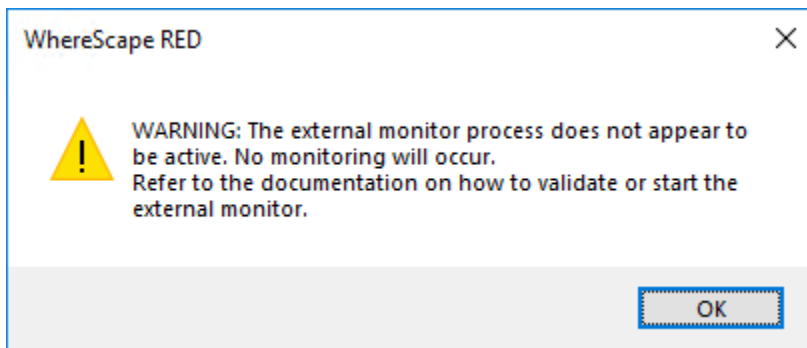 WhereScape RED
WARNING: The external monitor process does not appear to
be active. No monitoring will occur.
Refer to the documentation on how to validate or start the
external monitor.
OK